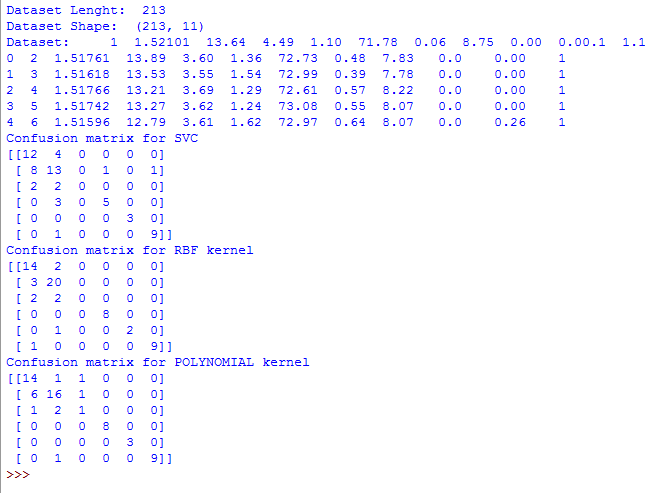 Dataset Lenght:  213
Dataset Shape:  (213, 11)
Dataset:     1  1.52101  13.64  4.49  1.10  71.78  0.06  8.75  0.00  0.00.1  1.1
0  2  1.51761  13.89  3.60  1.36  72.73  0.48  7.83   0.0    0.00    1
1  3  1.51618  13.53  3.55  1.54  72.99  0.39  7.78   0.0    0.00    1
2  4  1.51766  13.21  3.69  1.29  72.61  0.57  8.22   0.0    0.00    1
3  5  1.51742  13.27  3.62  1.24  73.08  0.55  8.07   0.0    0.00    1
4  6  1.51596  12.79  3.61  1.62  72.97  0.64  8.07   0.0    0.26    1
Confusion matrix for SVC
[[12  4  0  0  0  0]
 [ 8 13  0  1  0  1]
 [ 2  2  0  0  0  0]
 [ 0  3  0  5  0  0]
 [ 0  0  0  0  3  0]
 [ 0  1  0  0  0  9]]
Confusion matrix for RBF kernel
[[14  2  0  0  0  0]
 [ 3 20  0  0  0  0]
 [ 2  2  0  0  0  0]
 [ 0  0  0  8  0  0]
 [ 0  1  0  0  2  0]
 [ 1  0  0  0  0  9]]
Confusion matrix for POLYNOMIAL kernel
[[14  1  1  0  0  0]
 [ 6 16  1  0  0  0]
 [ 1  2  1  0  0  0]
 [ 0  0  0  8  0  0]
 [ 0  0  0  0  3  0]
 [ 0  1  0  0  0  9]]
>>>